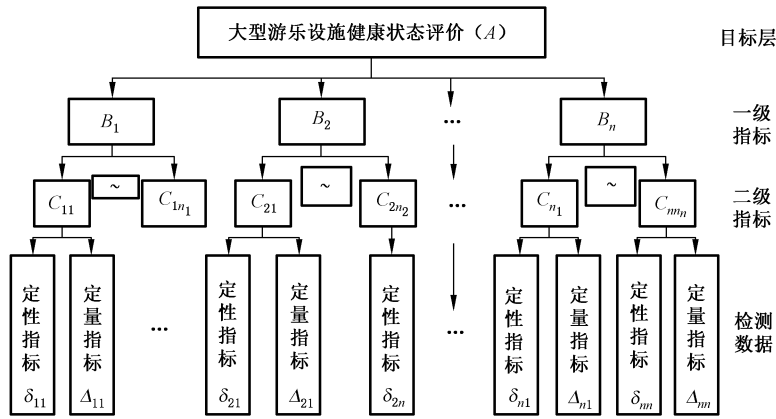 大型游乐设施健康状态评价（A）
目标层
B₁
B₂
…
Bₙ
一级
指标
C₁₁
~
C₁ₙ₁
C₂₁
~
C₂ₙ₂
…
Cₙ₁
~
Cₙₙₙ
二级
指标
定性指标 δ₁₁
定量指标 Δ₁₁
…
定性指标 δ₂₁
定量指标 Δ₂₁
定性指标 δ₂ₙ
…
定性指标 δₙ₁
定量指标 Δₙ₁
定性指标 δₙₙ
定量指标 Δₙₙ
检测
数据